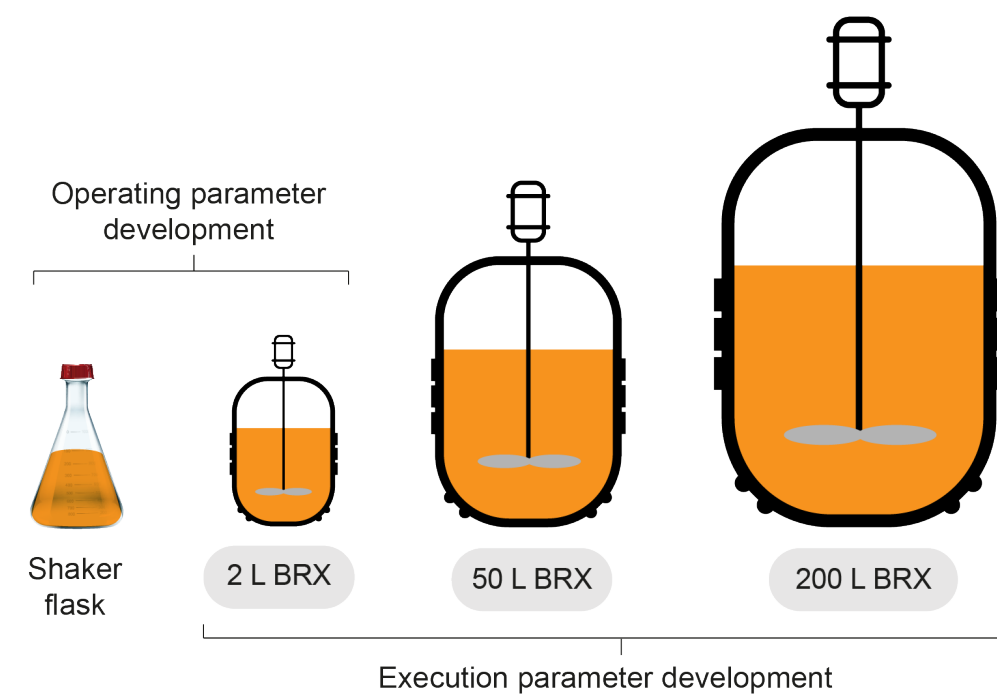 Operating parameter
development
Shaker
flask
2 L BRX
50 L BRX
200 L BRX
Execution parameter development